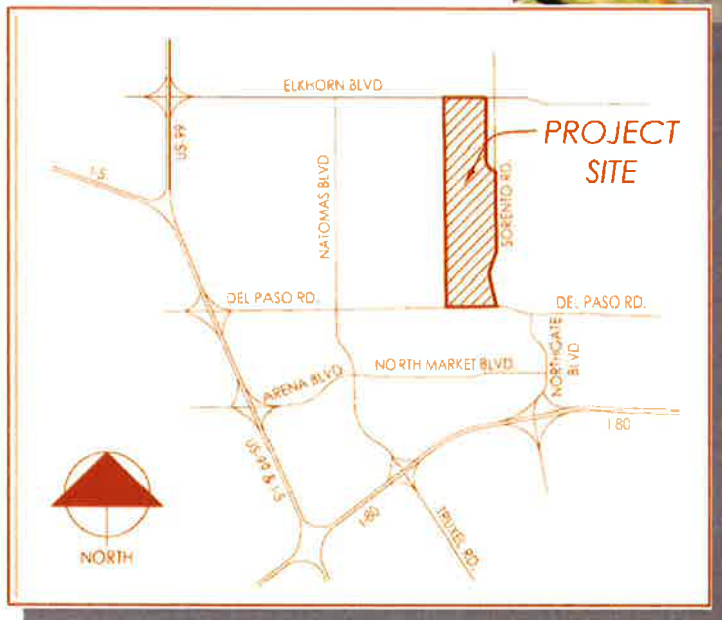 ELKHORN BLVD
US-99
I-5
NATOMAS BLVD
PROJECT
SITE
SORENTO RD.
DEL PASO RD.
DEL PASO RD.
NORTHGATE
BLVD
NORTH MARKET BLVD
ARENA BLVD
I-80
US-99 & I-5
I-80
TRUXEL RD.
NORTH